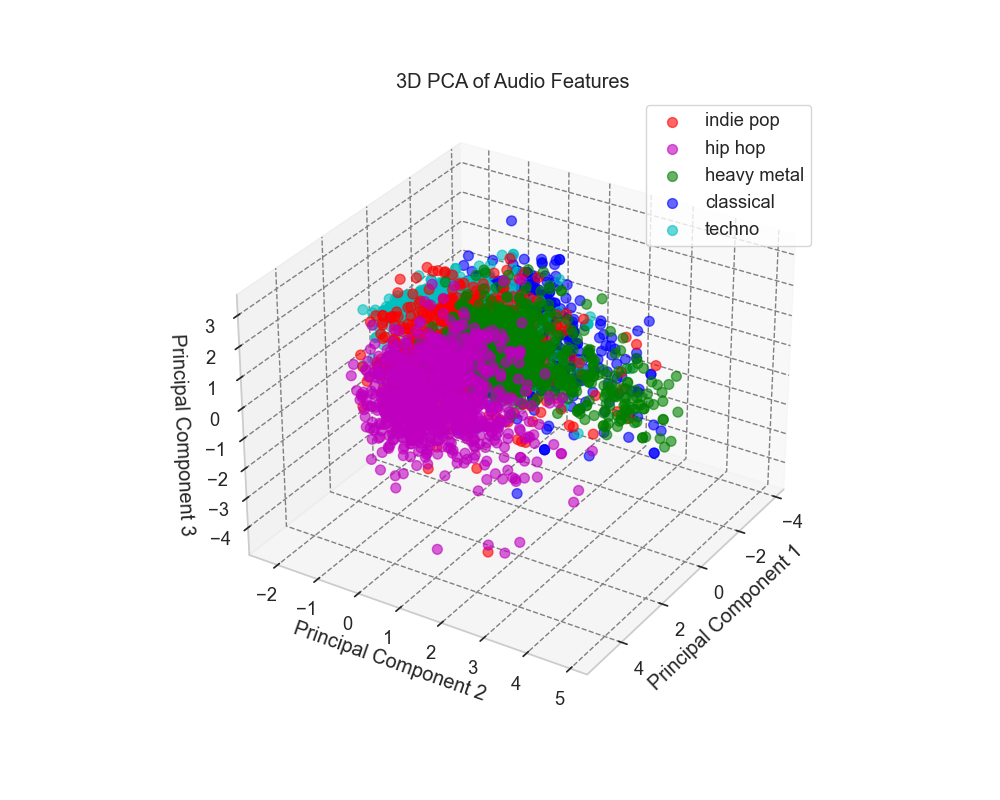 3D PCA of Audio Features
indie pop
hip hop
heavy metal
classical
techno
3
2
1
0
−1
−2
−3
−4
Principal Component 3
−2
−1
0
1
2
3
4
5
Principal Component 2
−4
−2
0
2
4
Principal Component 1